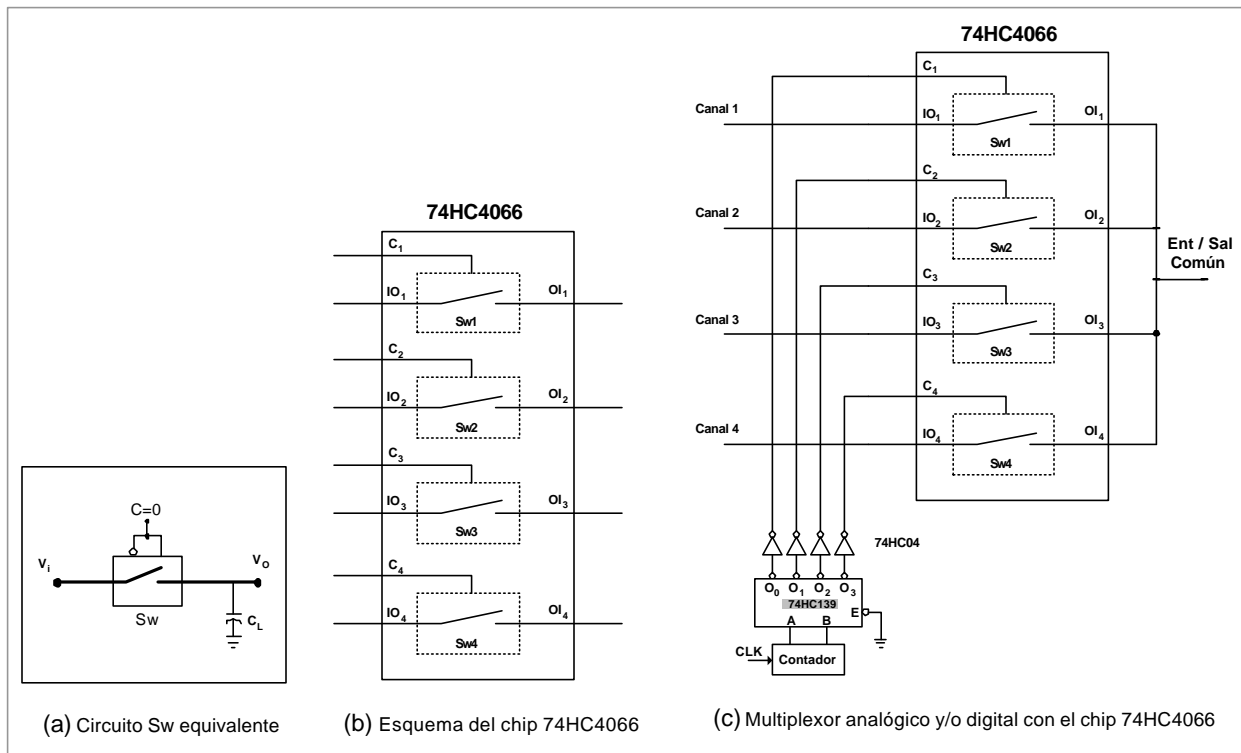 C=0
Vi
VO
Sw
CL
(a) Circuito Sw equivalente
74HC4066
C1
IO1
OI1
Sw1
C2
IO2
OI2
Sw2
C3
IO3
OI3
Sw3
C4
IO4
OI4
Sw4
(b) Esquema del chip 74HC4066
74HC4066
C1
Canal 1
IO1
OI1
Sw1
C2
Canal 2
IO2
OI2
Sw2
Ent / Sal
Común
C3
Canal 3
IO3
OI3
Sw3
C4
Canal 4
IO4
OI4
Sw4
74HC04
O0 O1 O2 O3
74HC139
E
A B
CLK
Contador
(c) Multiplexor analógico y/o digital con el chip 74HC4066